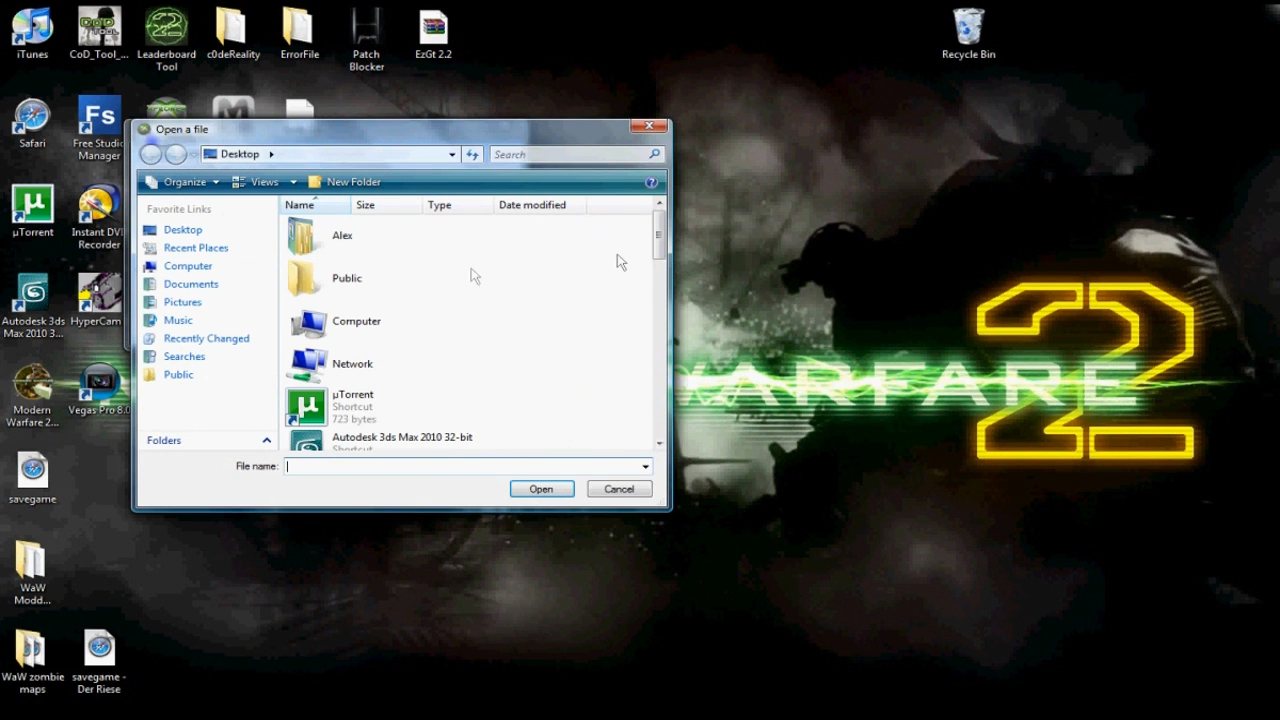 iTunes
CoD_Tool_...
Leaderboard
Tool
c0deReality
ErrorFile
Patch
Blocker
EzGt 2.2
Recycle Bin
Safari
Free Studio
Manager
µTorrent
Instant DVD
Recorder
Autodesk 3ds
Max 2010 3...
HyperCam
Modern
Warfare 2...
Vegas Pro 8.0
savegame
WaW
Modd...
WaW zombie
maps
savegame -
Der Riese
Open a file
Desktop
Search
Organize
Views
New Folder
Favorite Links
Desktop
Recent Places
Computer
Documents
Pictures
Music
Recently Changed
Searches
Public
Folders
Name Size Type Date modified
Alex
Public
Computer
Network
µTorrent
Shortcut
723 bytes
Autodesk 3ds Max 2010 32-bit
Shortcut
File name:
Open
Cancel
WARFARE
2